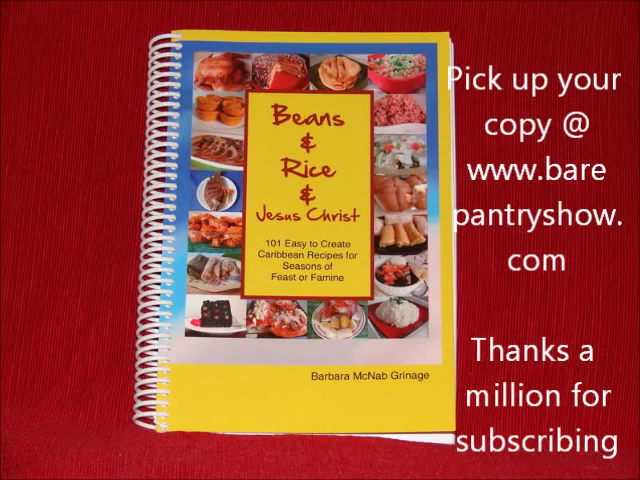 Beans
&
Rice
&
Jesus Christ
101 Easy to Create
Caribbean Recipes for
Seasons of
Feast or Famine
Barbara McNab Grinage
Pick up your
copy @
www.bare
pantryshow.
com
Thanks a
million for
subscribing